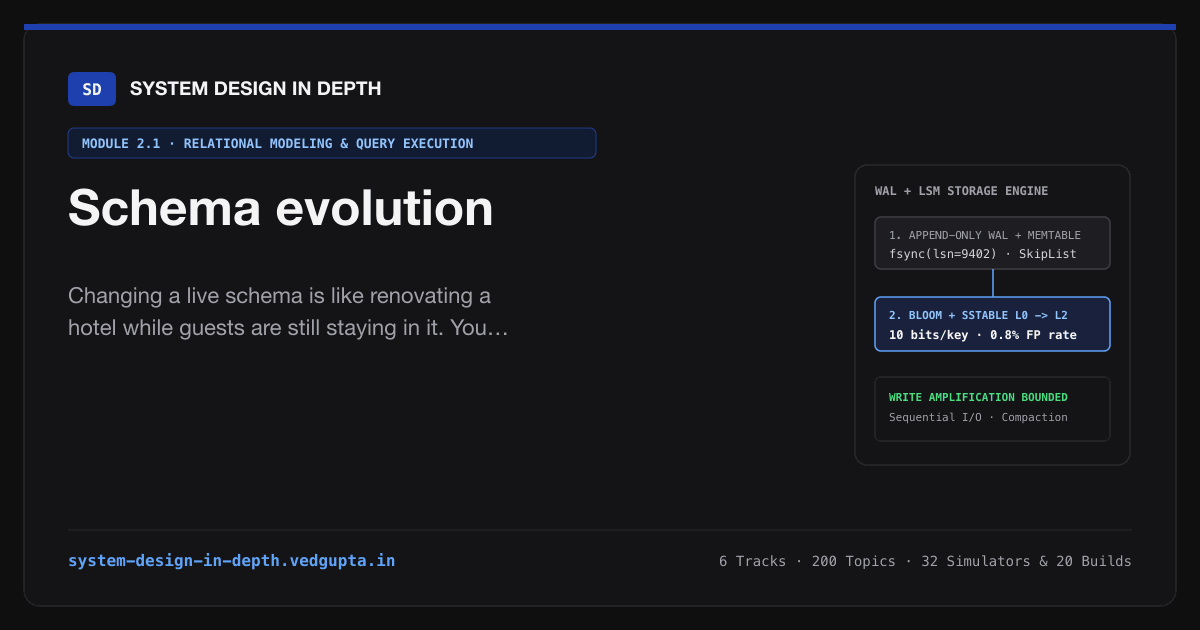 SD
SYSTEM DESIGN IN DEPTH
MODULE 2.1 · RELATIONAL MODELING & QUERY EXECUTION
Schema evolution
Changing a live schema is like renovating a
hotel while guests are still staying in it. You…
WAL + LSM STORAGE ENGINE
1. APPEND-ONLY WAL + MEMTABLE
fsync(lsn=9402) · SkipList
2. BLOOM + SSTABLE L0 -> L2
10 bits/key · 0.8% FP rate
WRITE AMPLIFICATION BOUNDED
Sequential I/O · Compaction
system-design-in-depth.vedgupta.in
6 Tracks · 200 Topics · 32 Simulators & 20 Builds